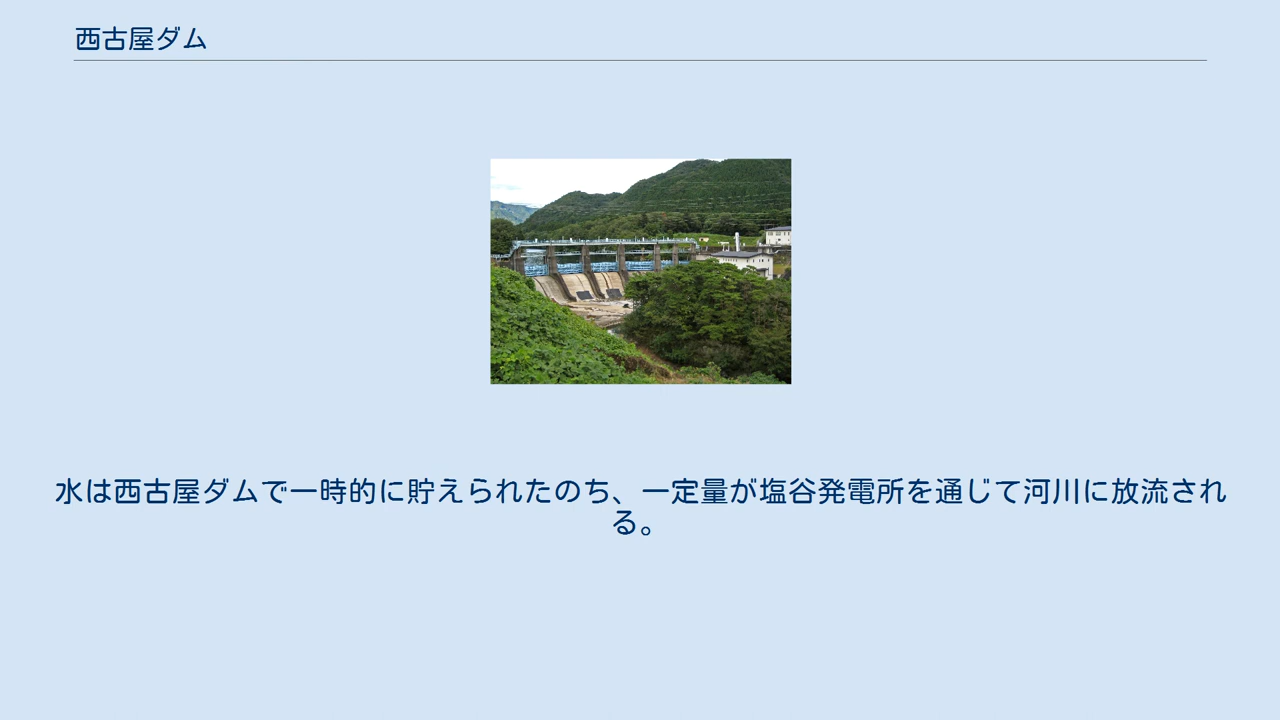 西古屋ダム
水は西古屋ダムで一時的に貯えられたのち、一定量が塩谷発電所を通じて河川に放流され
る。